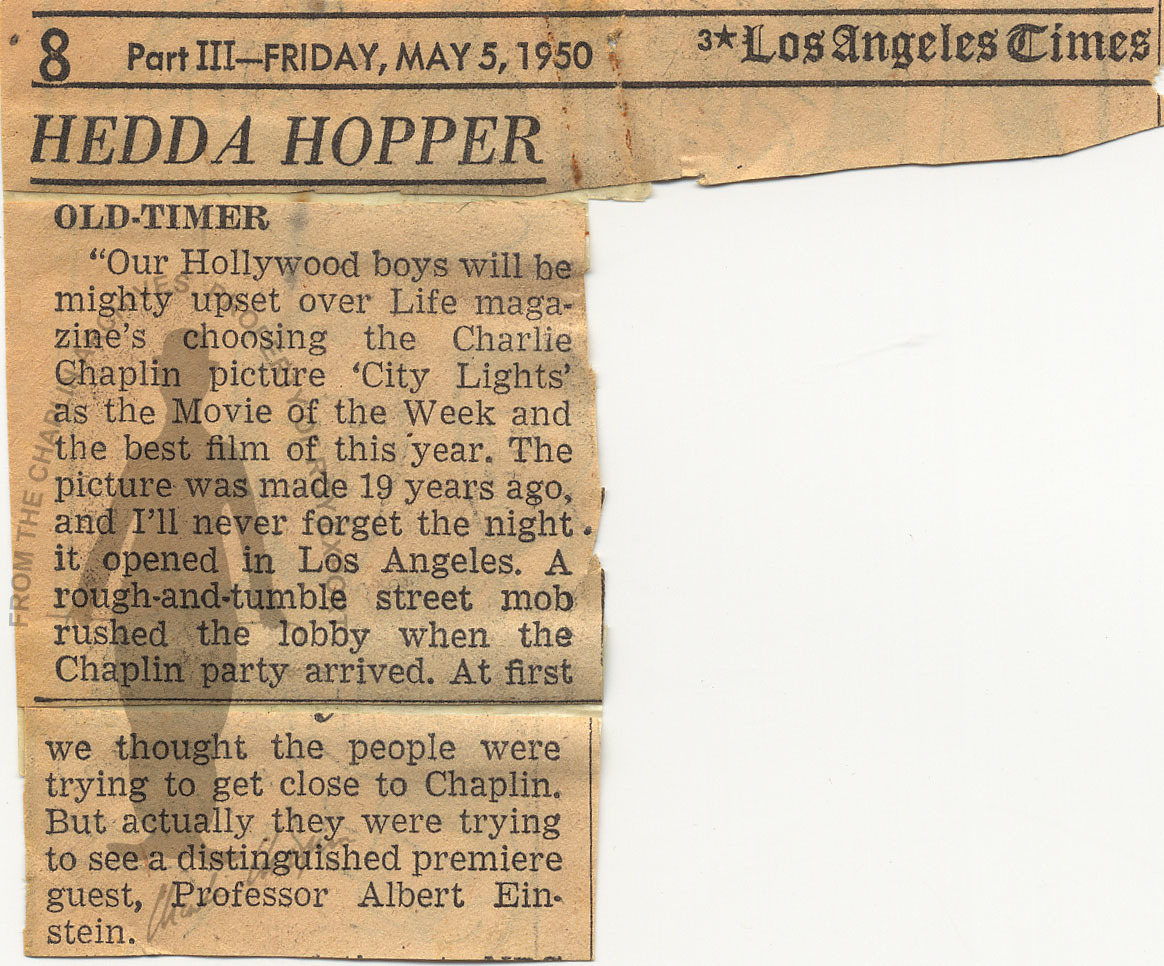 8 Part III—FRIDAY, MAY 5, 1950 3★ Los Angeles Times
HEDDA HOPPER
OLD-TIMER
“Our Hollywood boys will be
mighty upset over Life maga-
zine’s choosing the Charlie
Chaplin picture ‘City Lights’
as the Movie of the Week and
the best film of this year. The
picture was made 19 years ago,
and I’ll never forget the night
it opened in Los Angeles. A
rough-and-tumble street mob
rushed the lobby when the
Chaplin party arrived. At first
we thought the people were
trying to get close to Chaplin.
But actually they were trying
to see a distinguished premiere
guest, Professor Albert Ein-
stein.
FROM THE CHARLIN ARCHIVES